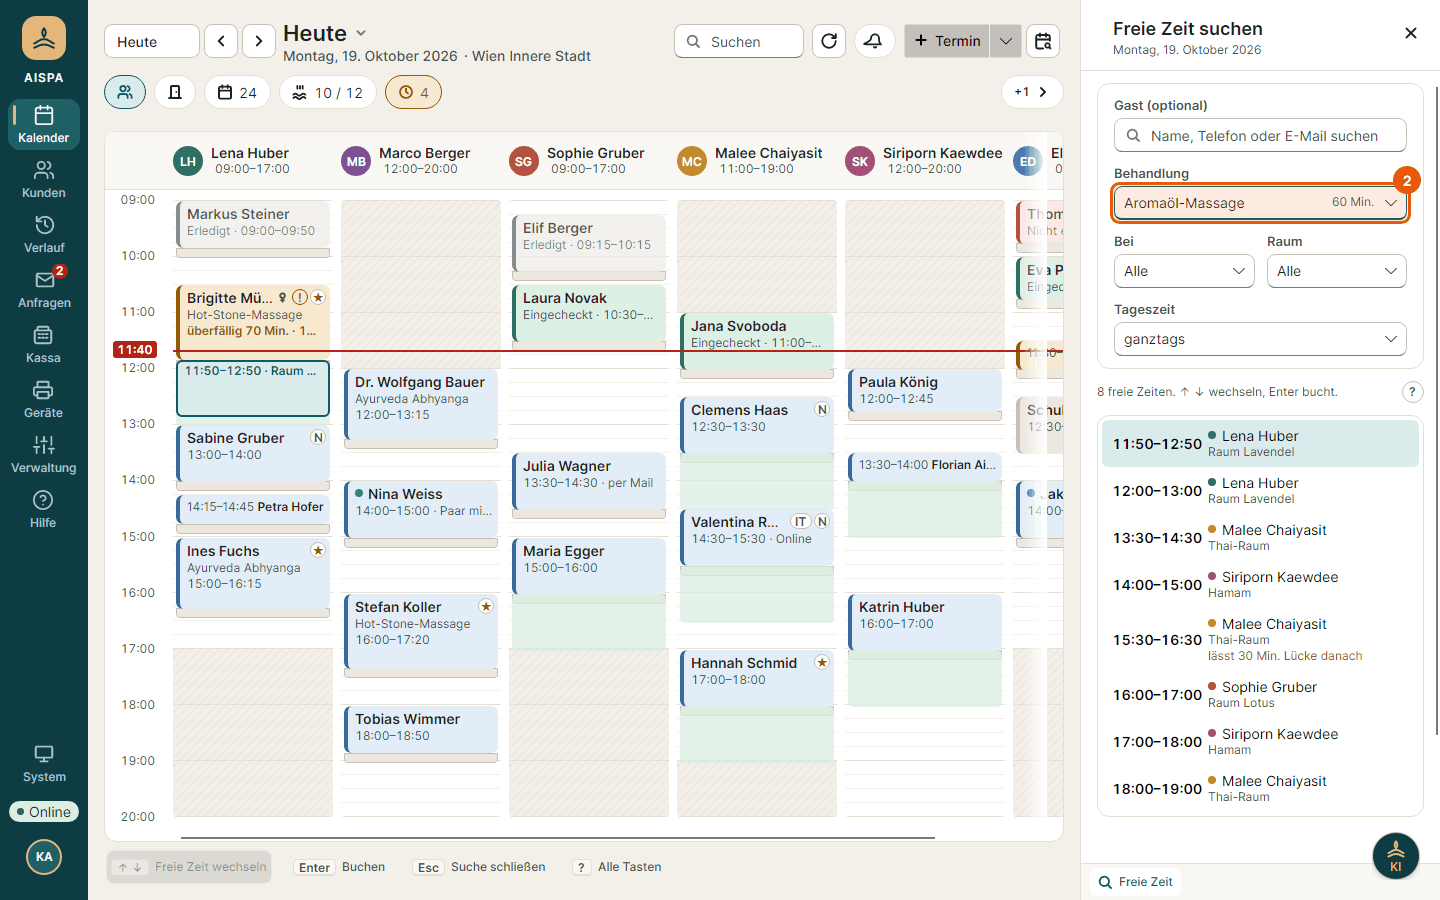 AISPA
Kalender
Kunden
Verlauf
2
Anfragen
Kassa
Geräte
Verwaltung
Hilfe
System
Online
KA
Heute
Heute
Montag, 19. Oktober 2026 · Wien Innere Stadt
Suchen
+ Termin
24
10 / 12
4
+1
LH Lena Huber
09:00–17:00
MB Marco Berger
12:00–20:00
SG Sophie Gruber
09:00–17:00
MC Malee Chaiyasit
11:00–19:00
SK Siriporn Kaewdee
12:00–20:00
ED
09:00
10:00
11:00
11:40
12:00
13:00
14:00
15:00
16:00
17:00
18:00
19:00
20:00
Markus Steiner
Erledigt · 09:00–09:50
Brigitte Mü...
Hot-Stone-Massage
überfällig 70 Min. · 1...
11:50–12:50 · Raum ...
Sabine Gruber N
13:00–14:00
14:15–14:45 Petra Hofer
Ines Fuchs
Ayurveda Abhyanga
15:00–16:15
Dr. Wolfgang Bauer
Ayurveda Abhyanga
12:00–13:15
Nina Weiss
14:00–15:00 · Paar mi...
Stefan Koller
Hot-Stone-Massage
16:00–17:20
Tobias Wimmer
18:00–18:50
Elif Berger
Erledigt · 09:15–10:15
Laura Novak
Eingecheckt · 10:30–...
Julia Wagner
13:30–14:30 · per Mail
Maria Egger
15:00–16:00
Jana Svoboda
Eingecheckt · 11:00–...
Clemens Haas N
12:30–13:30
Valentina R... IT N
14:30–15:30 · Online
Hannah Schmid
17:00–18:00
Paula König
12:00–12:45
13:30–14:00 Florian Ai...
Katrin Huber
16:00–17:00
Eva P
↑ ↓ Freie Zeit wechseln
Enter Buchen
Esc Suche schließen
? Alle Tasten
Freie Zeit suchen
Montag, 19. Oktober 2026
Gast (optional)
Name, Telefon oder E-Mail suchen
Behandlung
2
Aromaöl-Massage 60 Min.
Bei
Raum
Alle
Alle
Tageszeit
ganztags
8 freie Zeiten. ↑ ↓ wechseln, Enter bucht.
?
11:50–12:50 Lena Huber
Raum Lavendel
12:00–13:00 Lena Huber
Raum Lavendel
13:30–14:30 Malee Chaiyasit
Thai-Raum
14:00–15:00 Siriporn Kaewdee
Hamam
15:30–16:30 Malee Chaiyasit
Thai-Raum
lässt 30 Min. Lücke danach
16:00–17:00 Sophie Gruber
Raum Lotus
17:00–18:00 Siriporn Kaewdee
Hamam
18:00–19:00 Malee Chaiyasit
Thai-Raum
KI
Freie Zeit